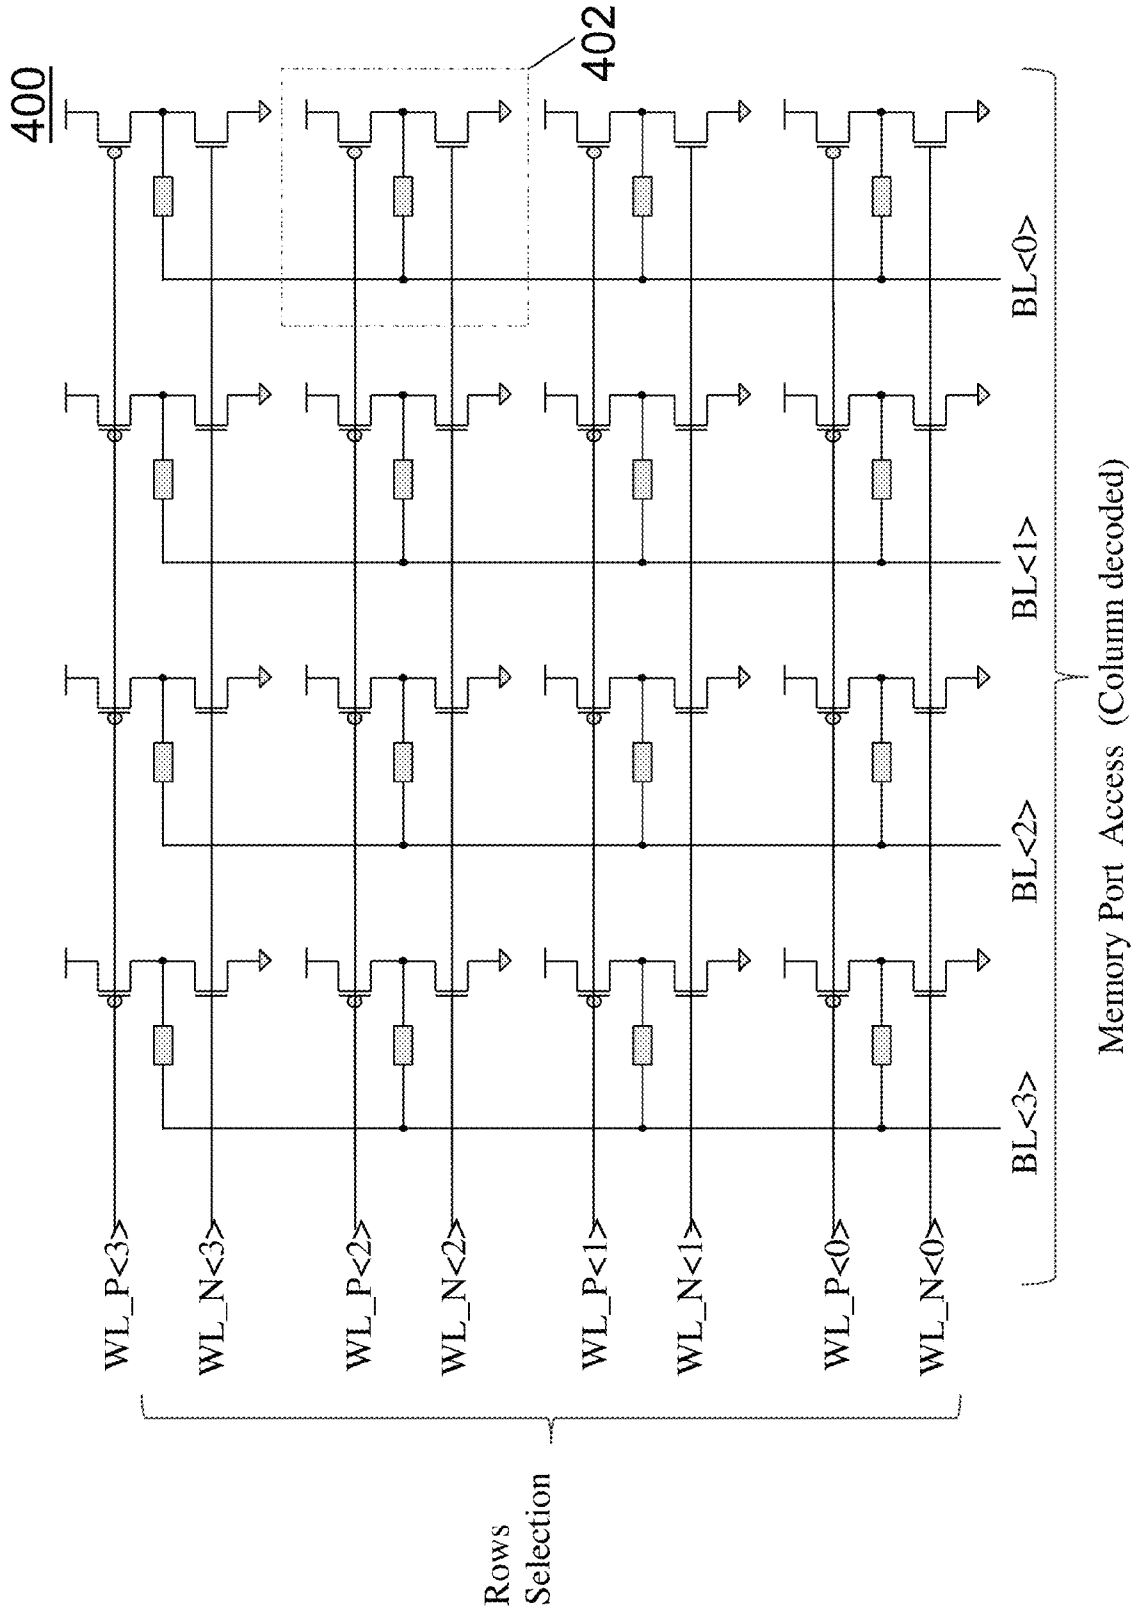 400
402
WL_P<3>
WL_N<3>
WL_P<2>
WL_N<2>
WL_P<1>
WL_N<1>
WL_P<0>
WL_N<0>
Rows
Selection
BL<3>
BL<2>
BL<1>
BL<0>
Memory Port Access (Column decoded)